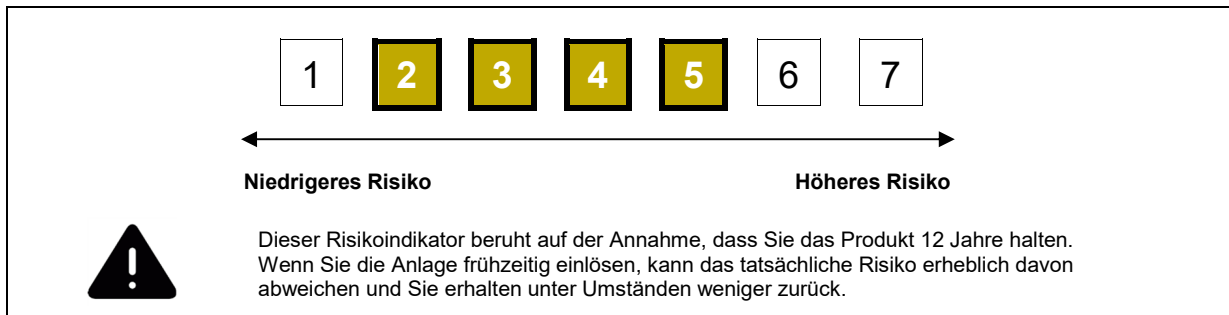 1 2 3 4 5 6 7
Niedrigeres Risiko Höheres Risiko
Dieser Risikoindikator beruht auf der Annahme, dass Sie das Produkt 12 Jahre halten.
Wenn Sie die Anlage frühzeitig einlösen, kann das tatsächliche Risiko erheblich davon
abweichen und Sie erhalten unter Umständen weniger zurück.